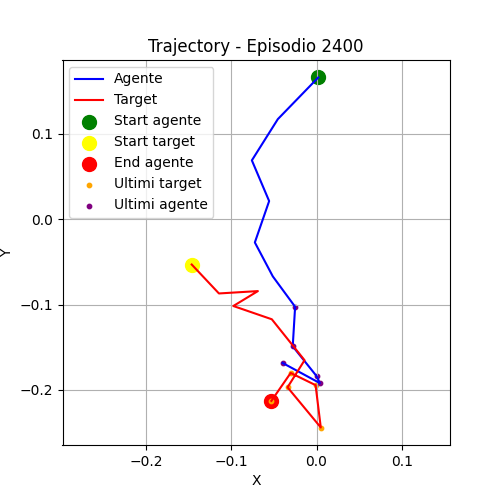 Trajectory - Episodio 2400
Agente
Target
Start agente
Start target
End agente
Ultimi target
Ultimi agente
Y
0.1
0.0
−0.1
−0.2
−0.2
−0.1
0.0
0.1
X